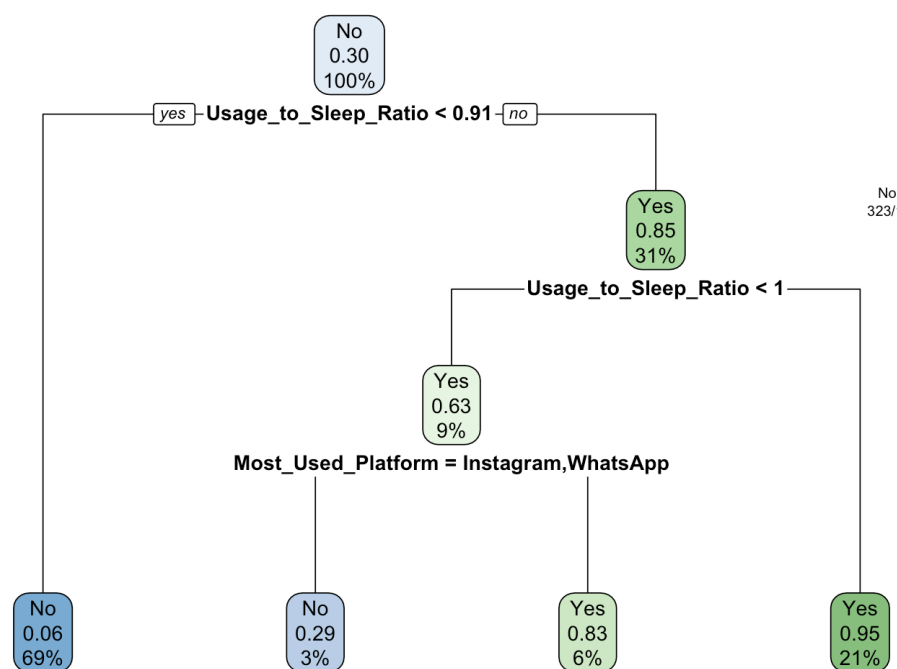 No
0.30
100%
yes Usage_to_Sleep_Ratio < 0.91 no
Yes
0.85
31%
No
323/
Usage_to_Sleep_Ratio < 1
Yes
0.63
9%
Most_Used_Platform = Instagram,WhatsApp
No
0.06
69%
No
0.29
3%
Yes
0.83
6%
Yes
0.95
21%